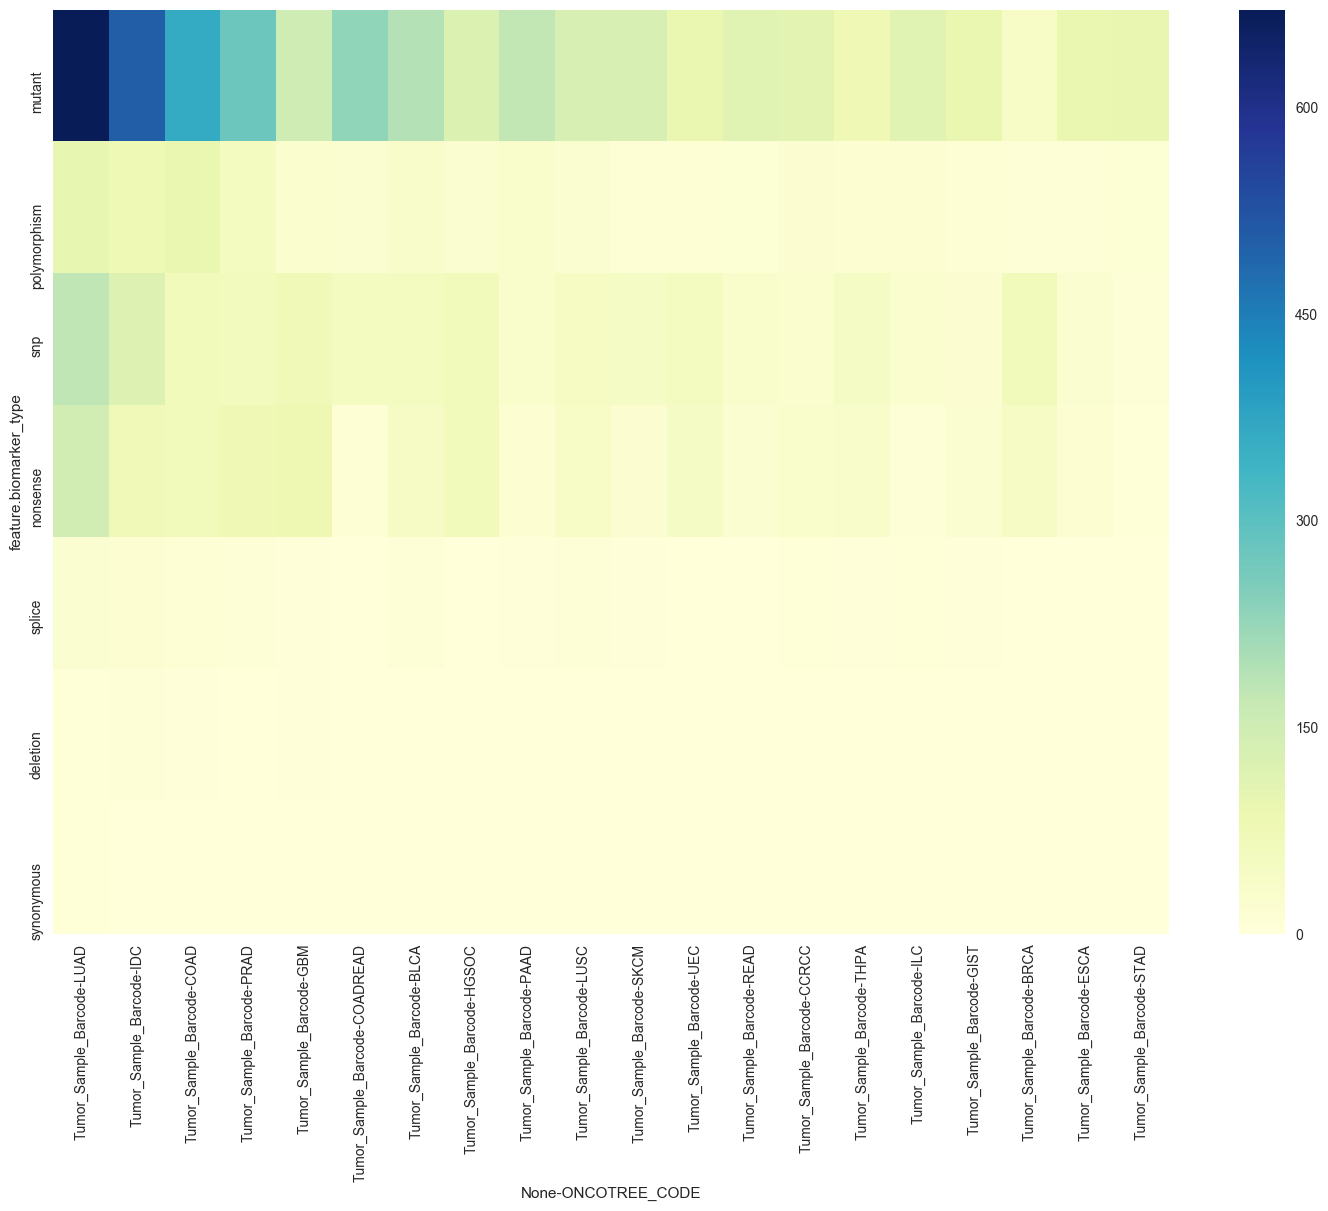 feature.biomarker_type
mutant
polymorphism
snp
nonsense
splice
deletion
synonymous
Tumor_Sample_Barcode-LUAD
Tumor_Sample_Barcode-IDC
Tumor_Sample_Barcode-COAD
Tumor_Sample_Barcode-PRAD
Tumor_Sample_Barcode-GBM
Tumor_Sample_Barcode-COADREAD
Tumor_Sample_Barcode-BLCA
Tumor_Sample_Barcode-HGSOC
Tumor_Sample_Barcode-PAAD
Tumor_Sample_Barcode-LUSC
Tumor_Sample_Barcode-SKCM
Tumor_Sample_Barcode-UEC
Tumor_Sample_Barcode-READ
Tumor_Sample_Barcode-CCRCC
Tumor_Sample_Barcode-THPA
Tumor_Sample_Barcode-ILC
Tumor_Sample_Barcode-GIST
Tumor_Sample_Barcode-BRCA
Tumor_Sample_Barcode-ESCA
Tumor_Sample_Barcode-STAD
None-ONCOTREE_CODE
600
450
300
150
0